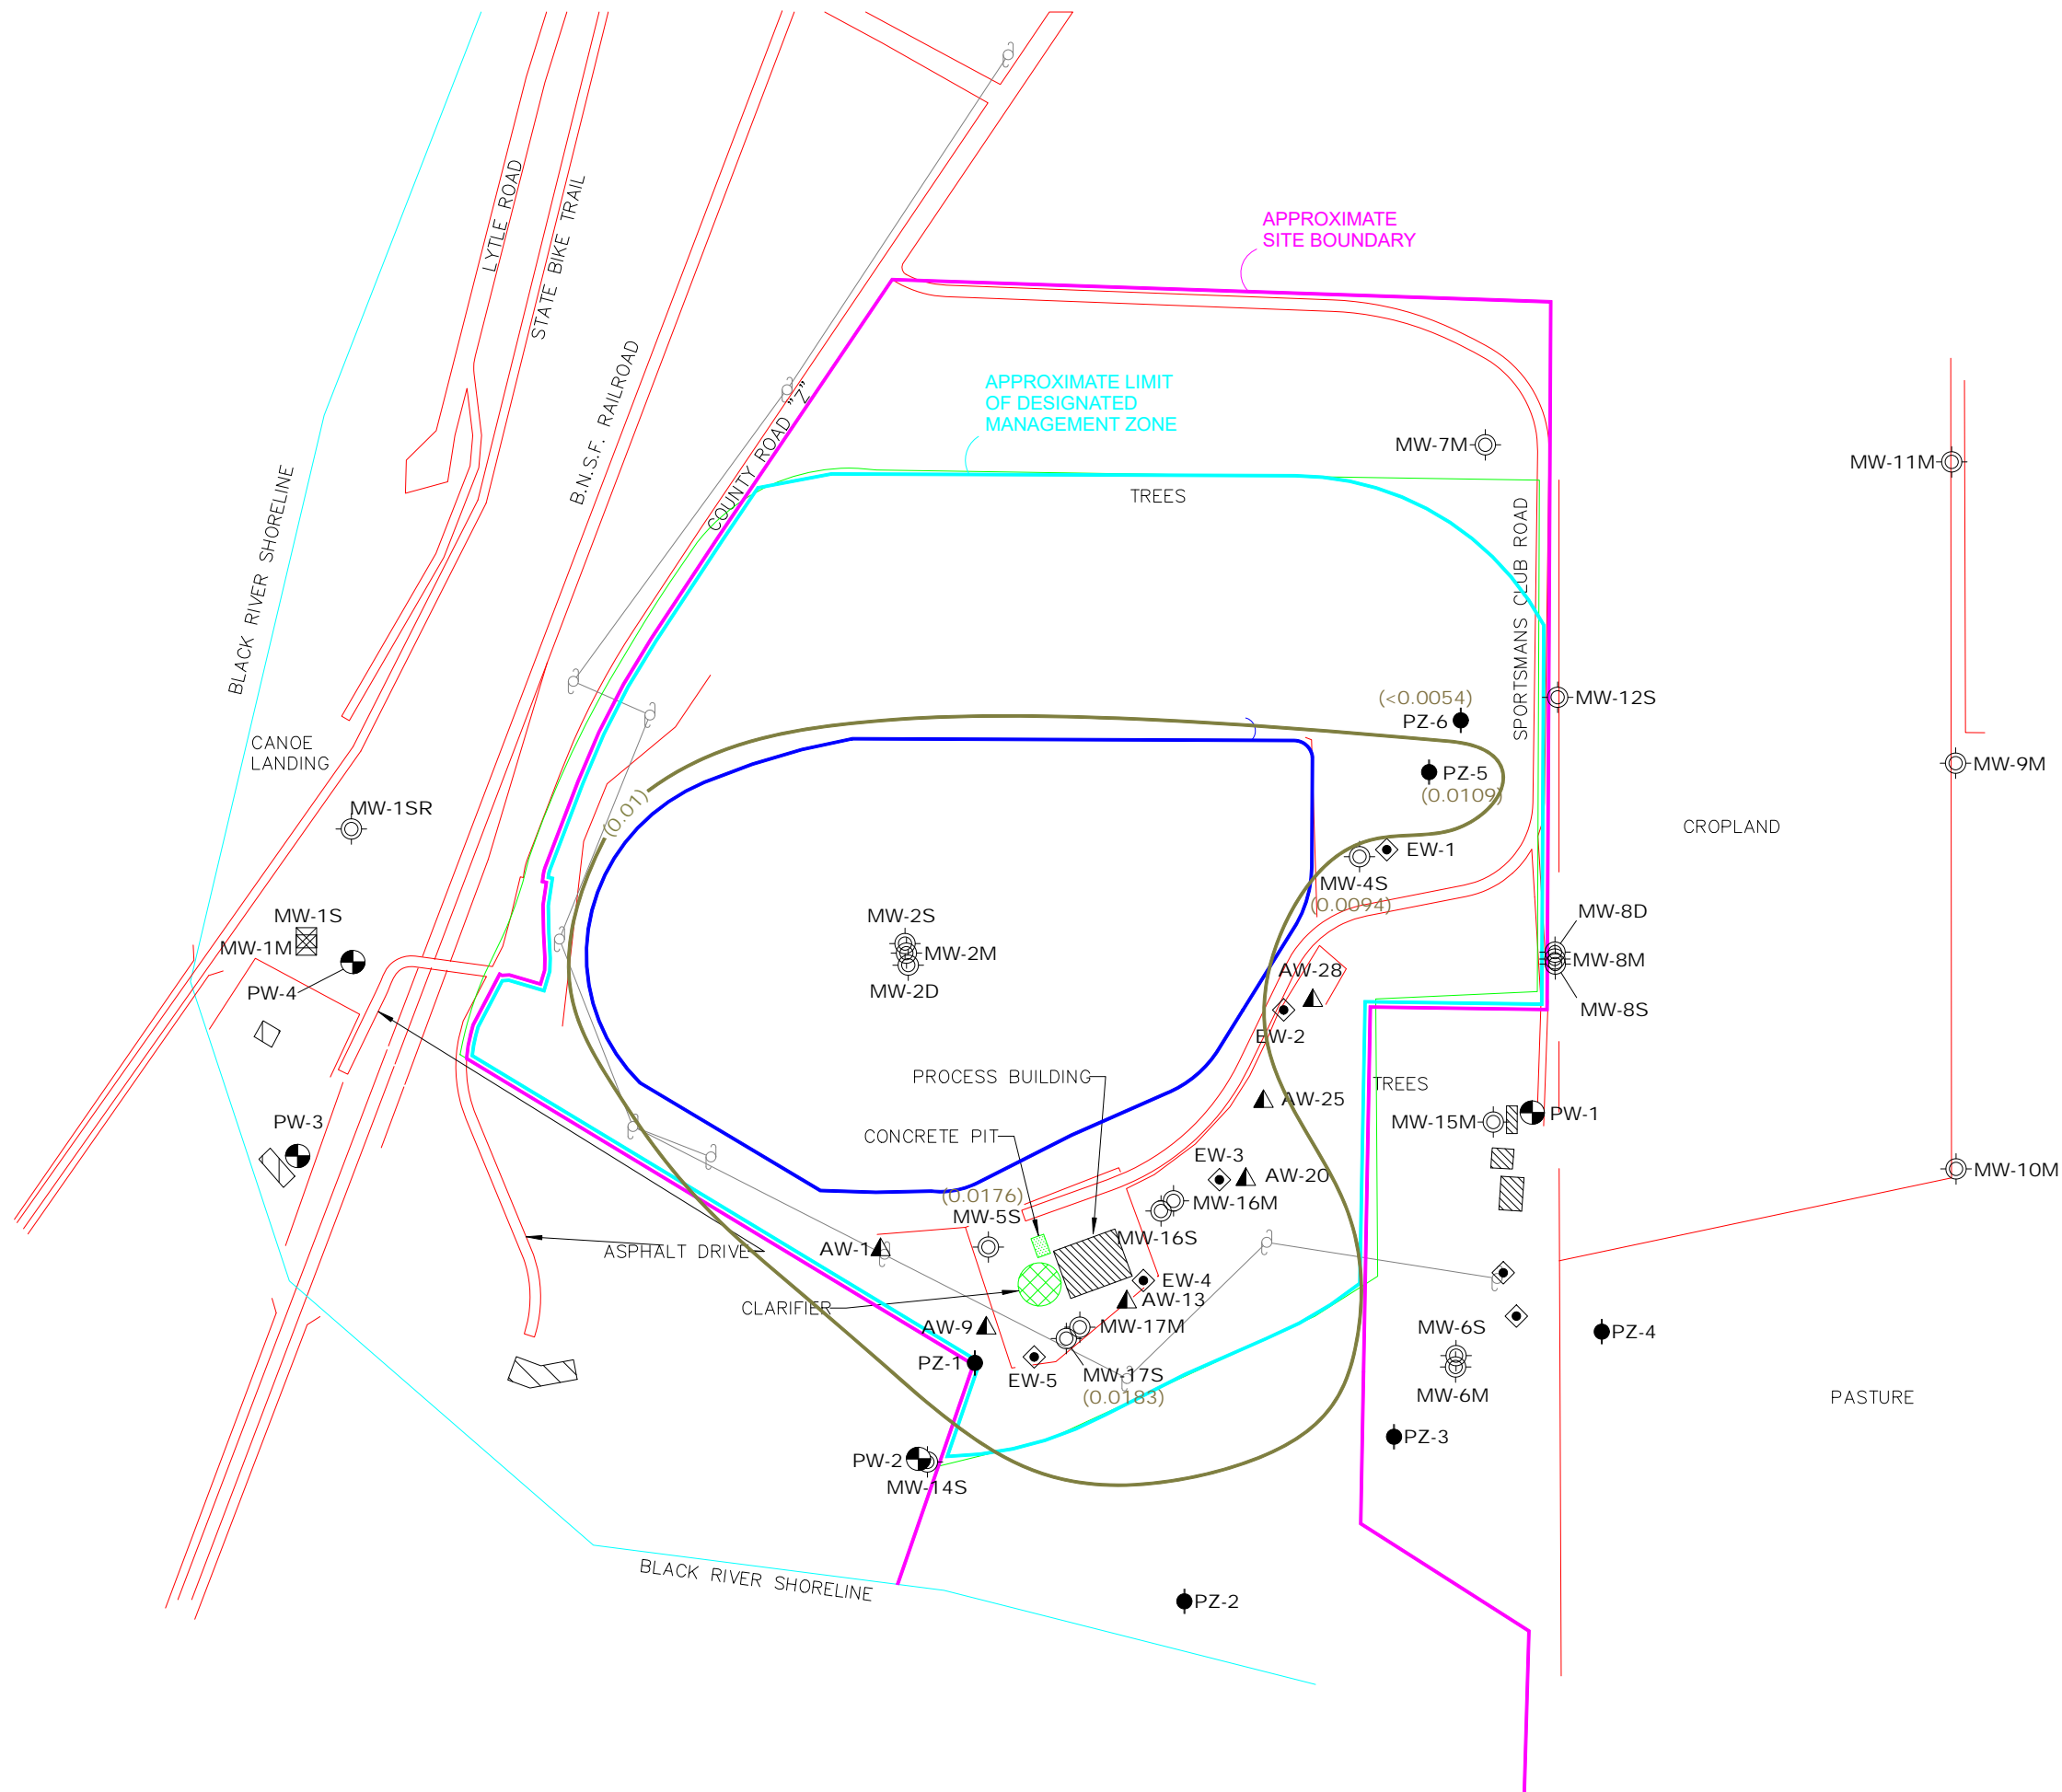 LYTLE ROAD
STATE BIKE TRAIL
B.N.S.F. RAILROAD
COUNTY ROAD "Z"
APPROXIMATE
SITE BOUNDARY
APPROXIMATE LIMIT
OF DESIGNATED
MANAGEMENT ZONE
MW-7M
MW-11M
TREES
BLACK RIVER SHORELINE
SPORTSMANS CLUB ROAD
(<0.0054)
PZ-6
MW-12S
CANOE
LANDING
MW-9M
PZ-5
(0.0109)
(0.01)
MW-1SR
CROPLAND
EW-1
MW-4S
(0.0094)
MW-1S
MW-1M
PW-4
MW-2S
MW-2M
MW-2D
MW-8D
MW-8M
MW-8S
AW-28
EW-2
PROCESS BUILDING
TREES
AW-25
PW-3
CONCRETE PIT
MW-15M
PW-1
EW-3
AW-20
MW-10M
(0.0176)
MW-5S
MW-16M
MW-16S
AW-1
ASPHALT DRIVE
EW-4
CLARIFIER
AW-13
AW-9
MW-17M
MW-6S
PZ-4
PZ-1
EW-5
MW-17S
(0.0183)
MW-6M
PASTURE
PZ-3
PW-2
MW-14S
BLACK RIVER SHORELINE
PZ-2